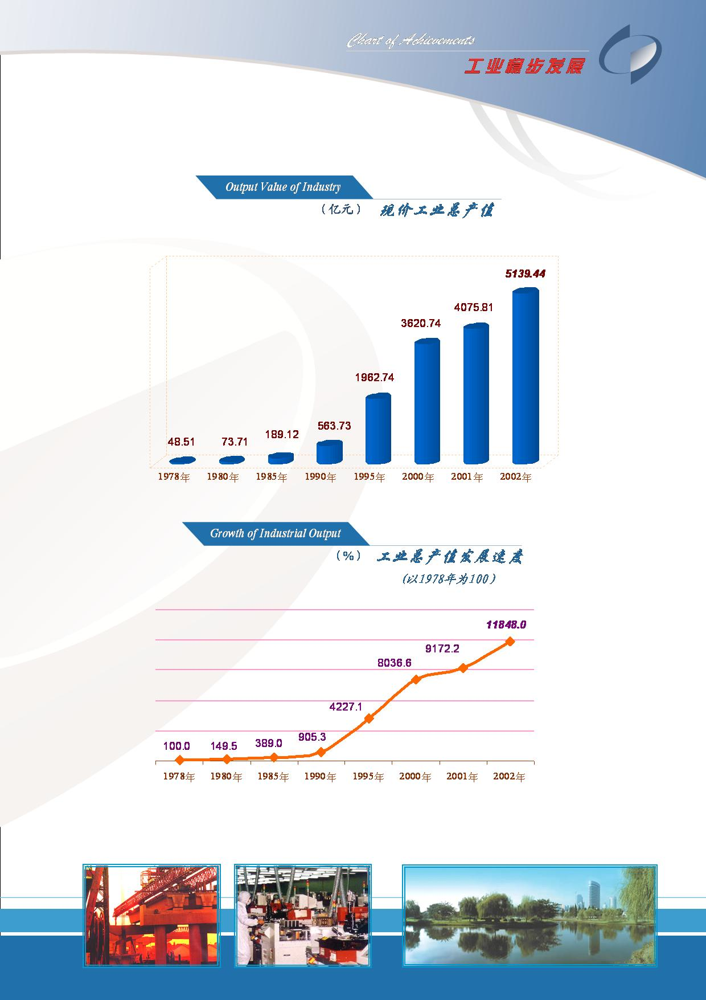 Chart of Achievements
工业稳步发展
Output Value of Industry
（亿元） 现价工业总产值
5139.44
4075.81
3620.74
1962.74
563.73
189.12
48.51 73.71
1978年 1980年 1985年 1990年 1995年 2000年 2001年 2002年
Growth of Industrial Output
（%） 工业总产值发展速度
(以1978年为100）
11848.0
9172.2
8036.6
4227.1
905.3
100.0 149.5 389.0
1978年 1980年 1985年 1990年 1995年 2000年 2001年 2002年